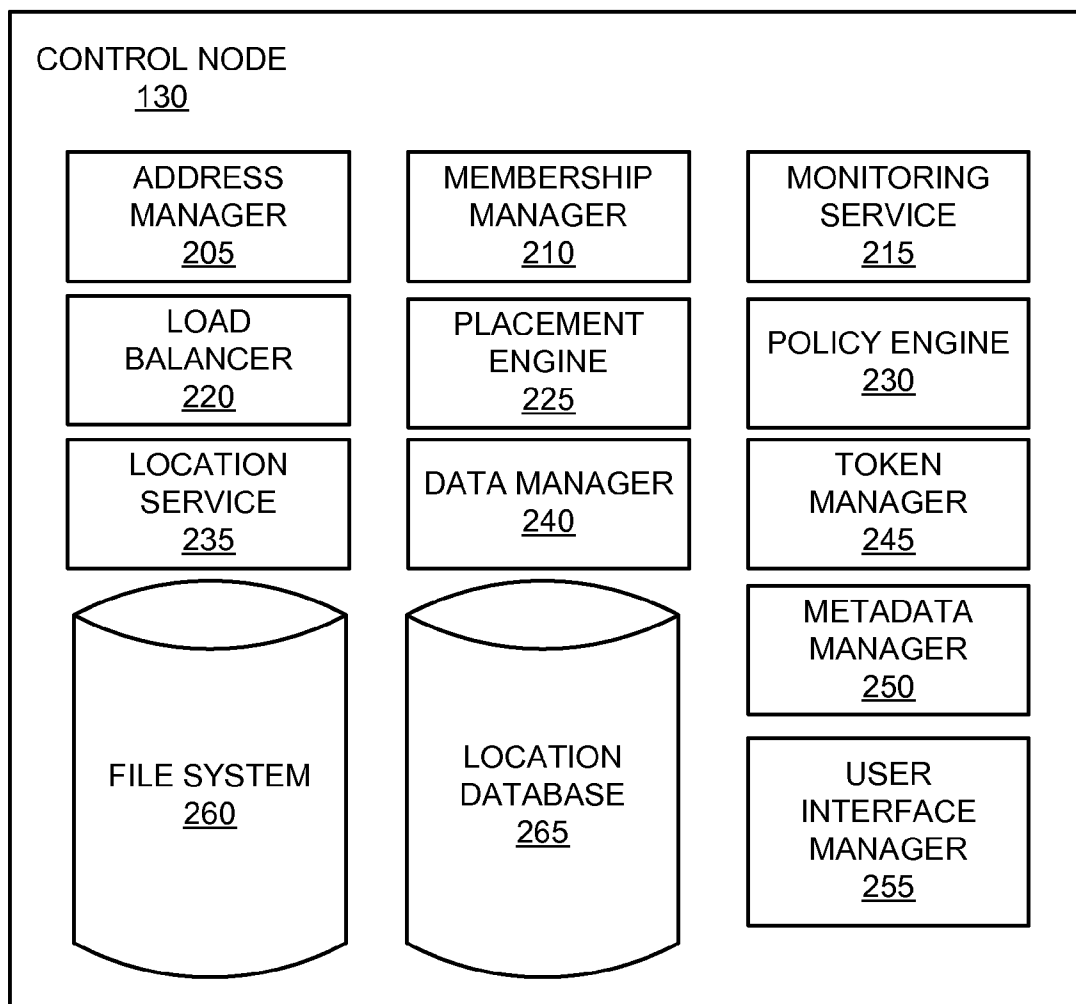 CONTROL NODE
130
ADDRESS
MANAGER
205
MEMBERSHIP
MANAGER
210
MONITORING
SERVICE
215
LOAD
BALANCER
220
PLACEMENT
ENGINE
225
POLICY ENGINE
230
LOCATION
SERVICE
235
DATA MANAGER
240
TOKEN
MANAGER
245
METADATA
MANAGER
250
FILE SYSTEM
260
LOCATION
DATABASE
265
USER
INTERFACE
MANAGER
255